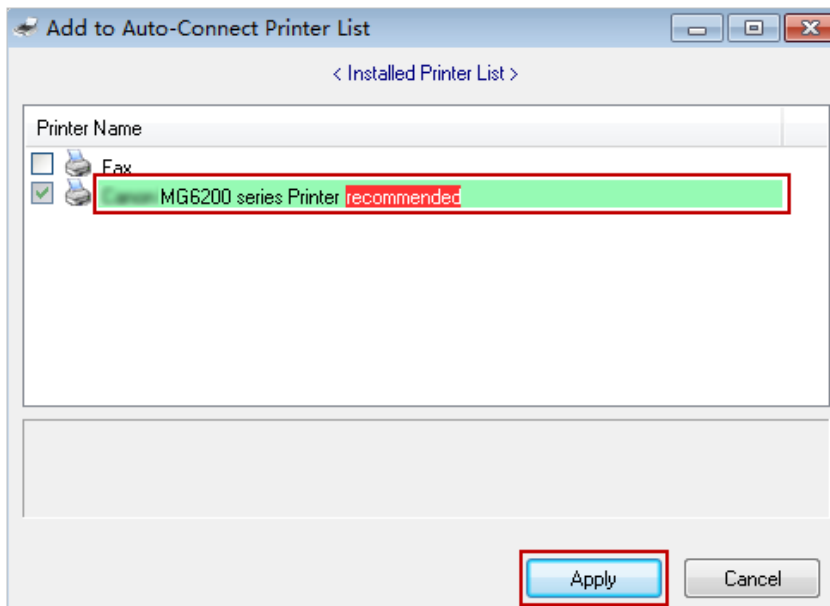 Add to Auto-Connect Printer List
< Installed Printer List >
Printer Name
Fax
MG6200 series Printer recommended
Apply
Cancel